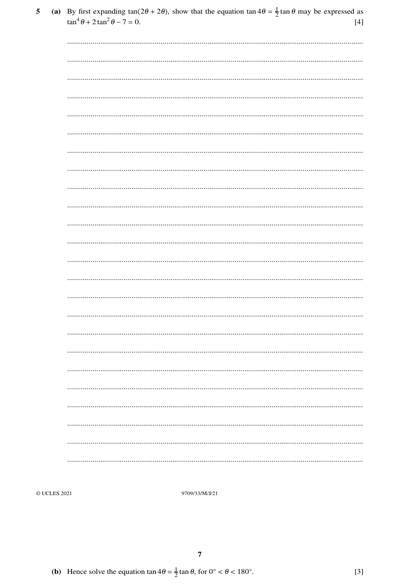 5 (a) By first expanding tan(2θ + 2θ), show that the equation tan 4θ = ½ tan θ may be expressed as
tan⁴ θ + 2 tan² θ − 7 = 0. [4]
© UCLES 2021 9709/33/M/J/21
7
(b) Hence solve the equation tan 4θ = ½ tan θ, for 0° < θ < 180°. [3]